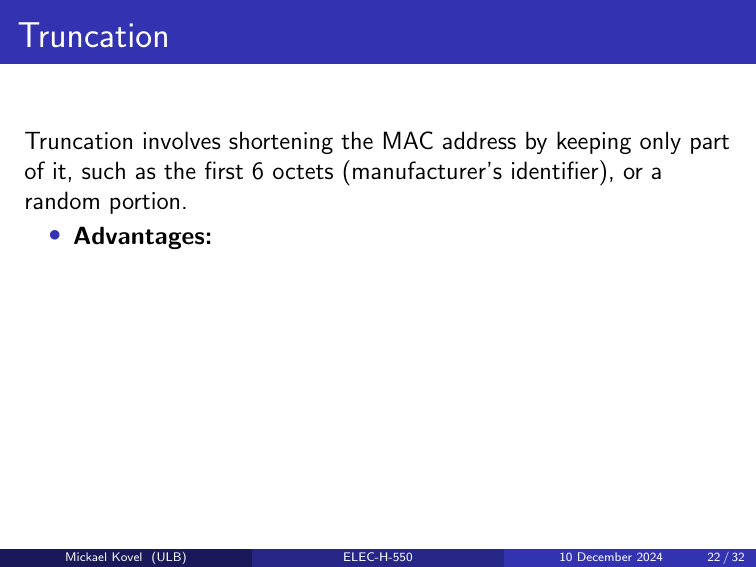 Truncation
Truncation involves shortening the MAC address by keeping only part
of it, such as the first 6 octets (manufacturer's identifier), or a
random portion.
• Advantages:
Mickael Kovel (ULB) ELEC-H-550 10 December 2024 22 / 32